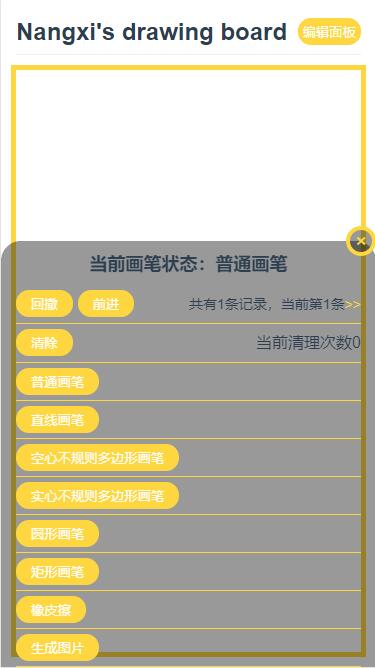 Nangxi's drawing board 编辑面板
当前画笔状态：普通画笔
回撤 前进 共有1条记录，当前第1条>>
清除 当前清理次数0
普通画笔
直线画笔
空心不规则多边形画笔
实心不规则多边形画笔
圆形画笔
矩形画笔
橡皮擦
生成图片